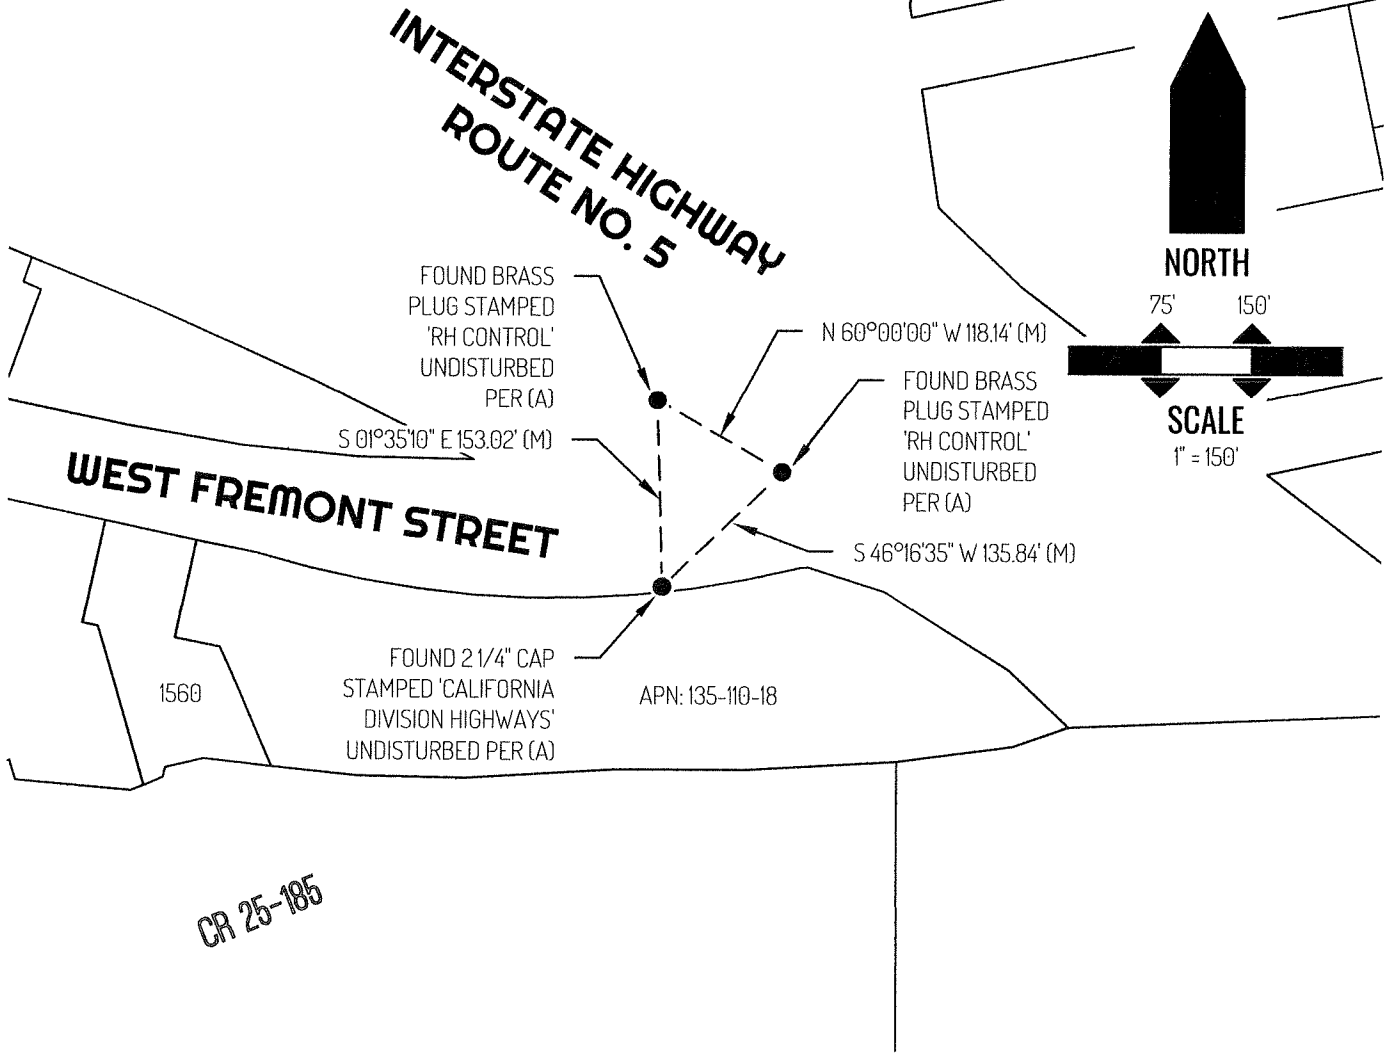 INTERSTATE HIGHWAY
ROUTE NO. 5
NORTH
75' 150'
SCALE
1" = 150'
FOUND BRASS
PLUG STAMPED
'RH CONTROL'
UNDISTURBED
PER (A)
N 60°00'00" W 118.14' (M)
FOUND BRASS
PLUG STAMPED
'RH CONTROL'
UNDISTURBED
PER (A)
S 01°35'10" E 153.02' (M)
WEST FREMONT STREET
S 46°16'35" W 135.84' (M)
FOUND 2 1/4" CAP
STAMPED 'CALIFORNIA
DIVISION HIGHWAYS'
UNDISTURBED PER (A)
1560
APN: 135-110-18
CR 25-185